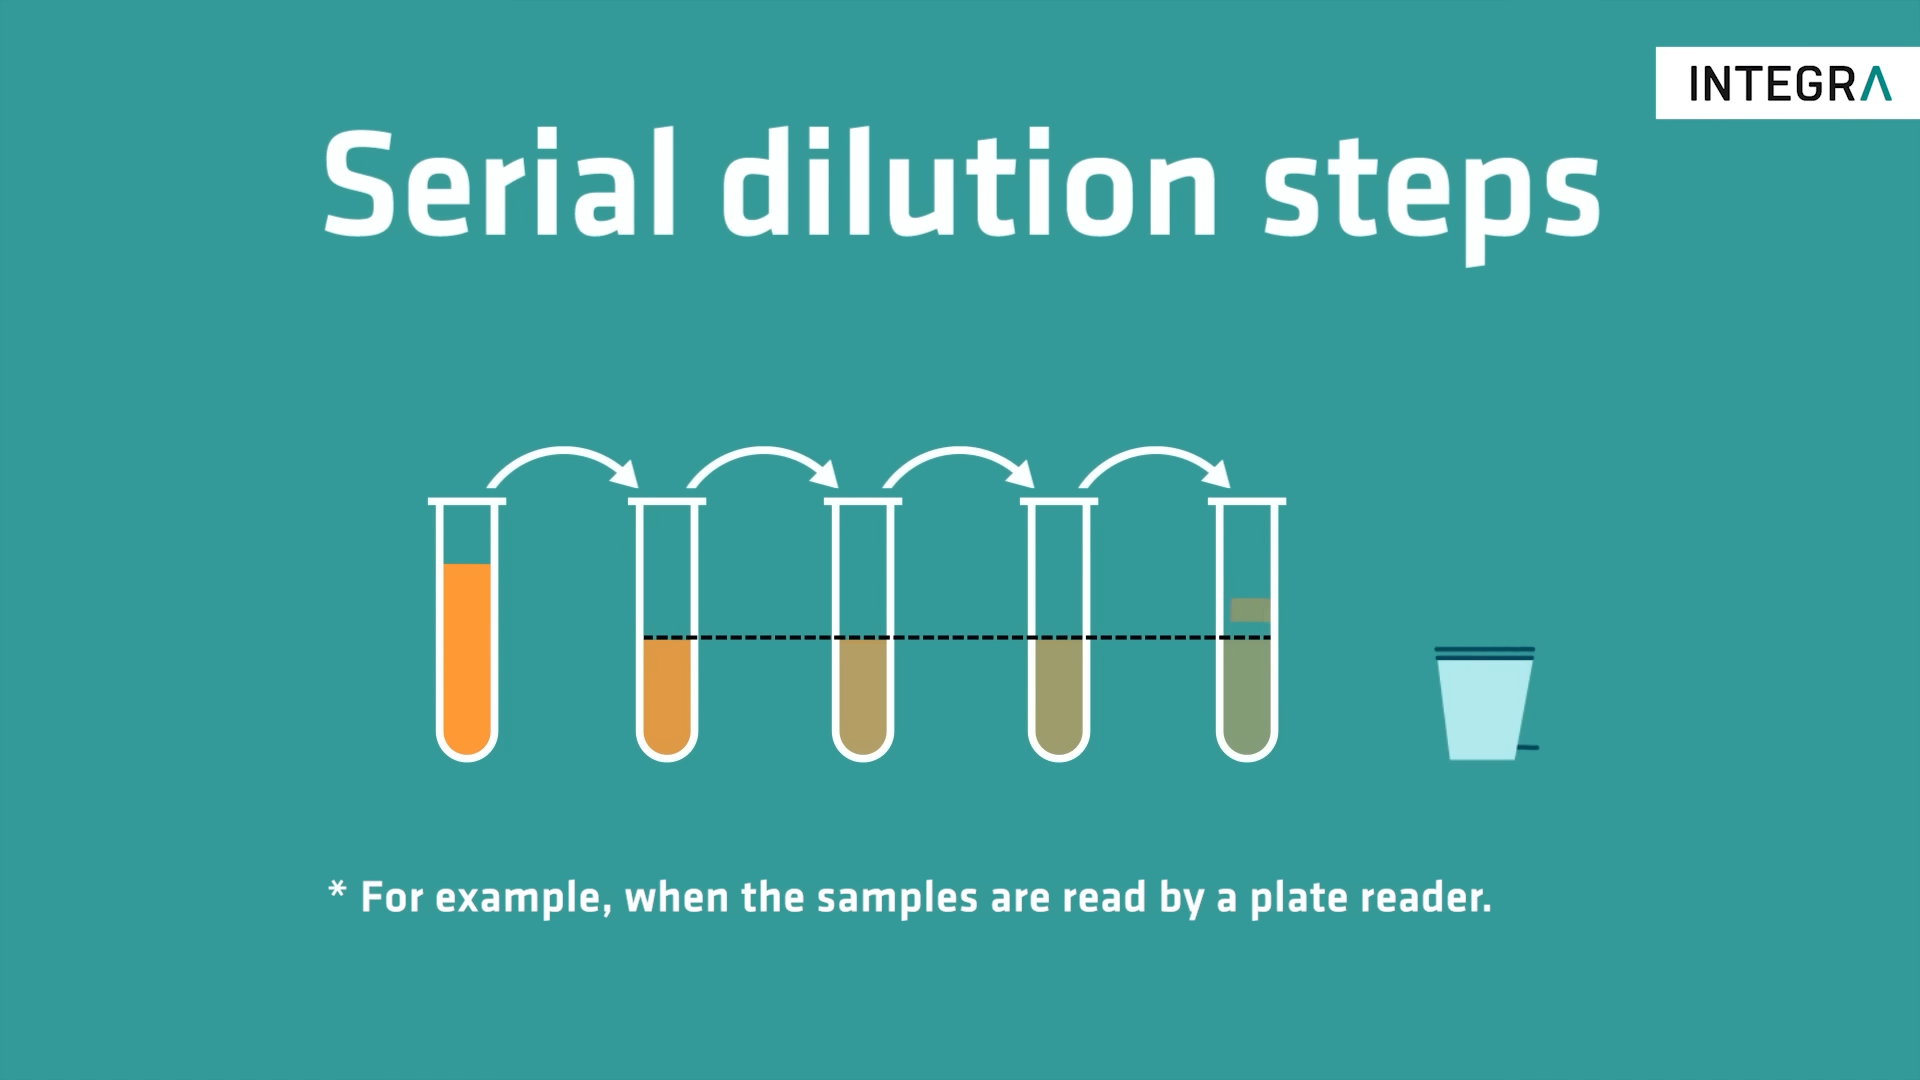 INTEGRA
Serial dilution steps
* For example, when the samples are read by a plate reader.